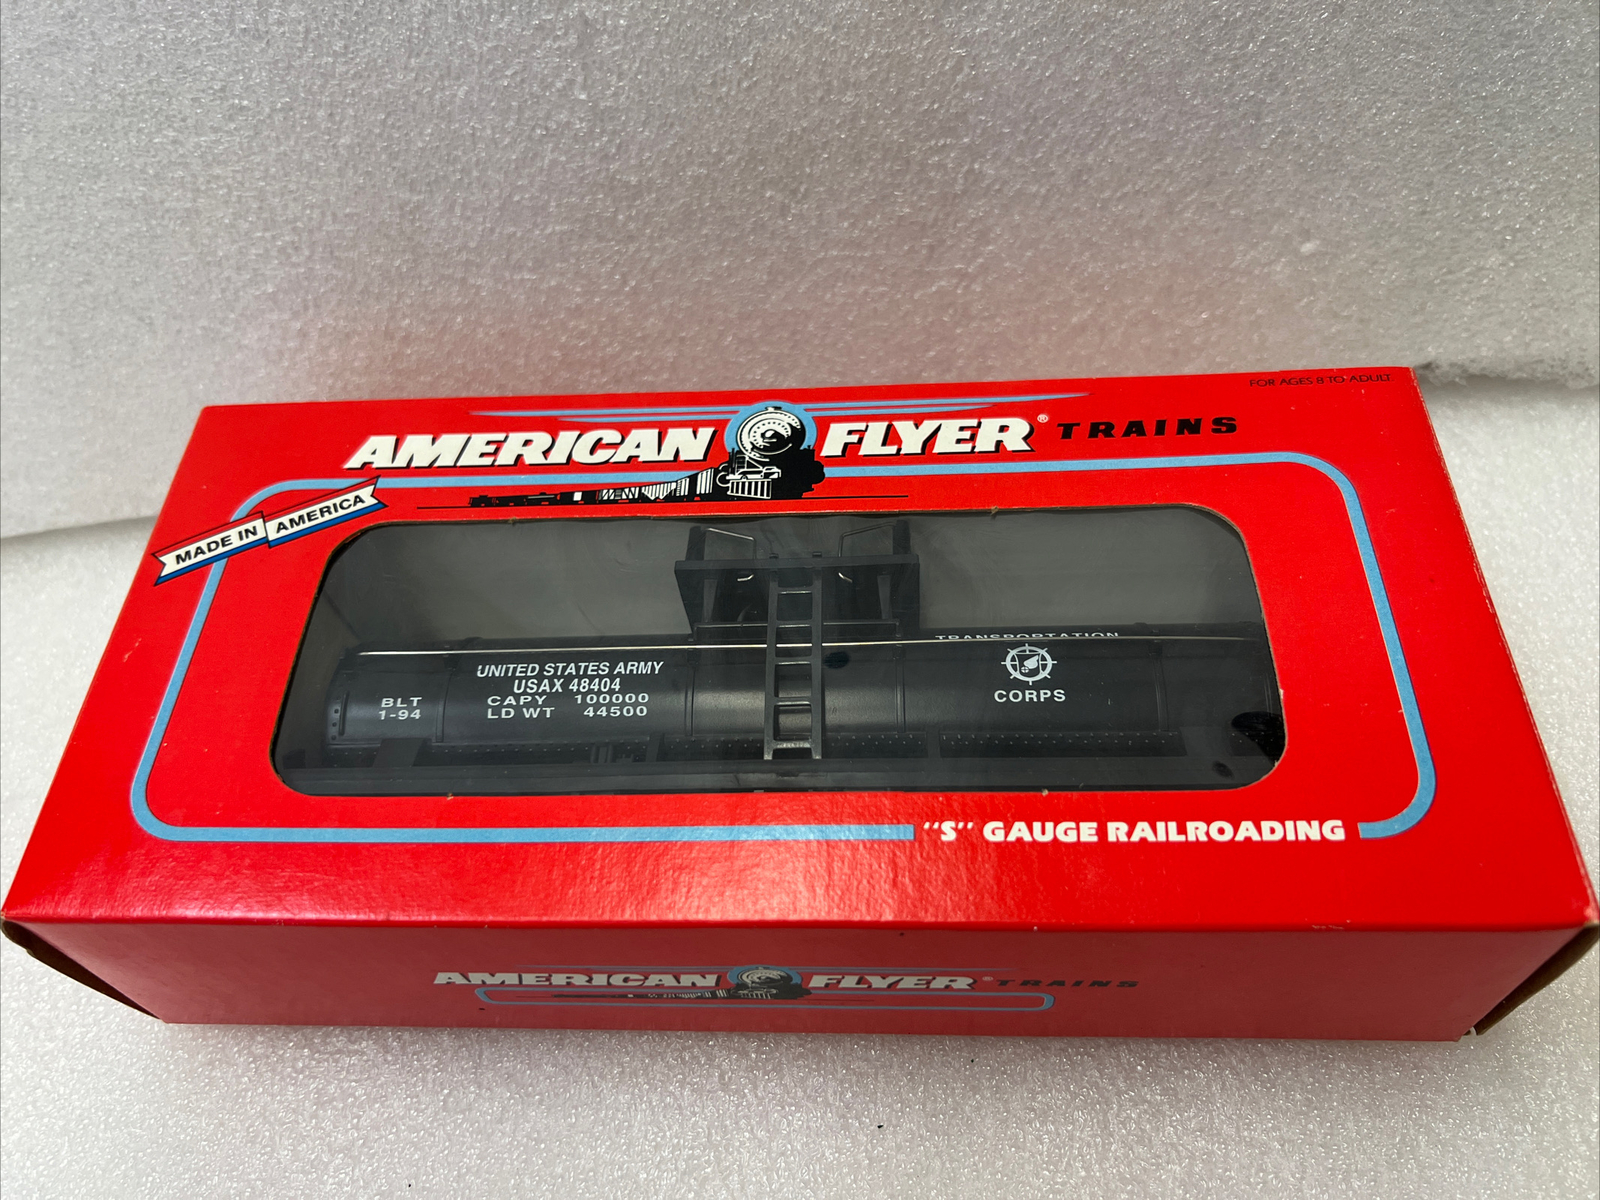 FOR AGES 8 TO ADULT.
AMERICAN FLYER® TRAINS
MADE IN AMERICA
TRANSPORTATION
CORPS
UNITED STATES ARMY
USAX 48404
CAPY 100000
LD WT 44500
BLT
1-94
"S" GAUGE RAILROADING
AMERICAN FLYER® TRAINS